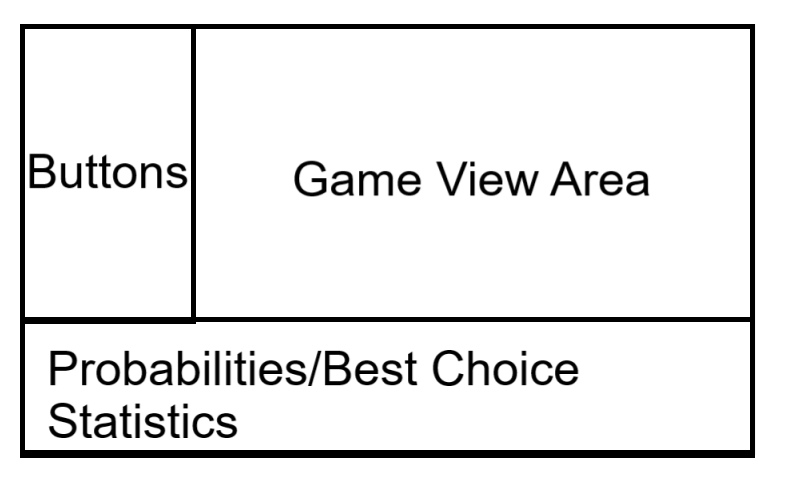 Buttons
Game View Area
Probabilities/Best Choice
Statistics